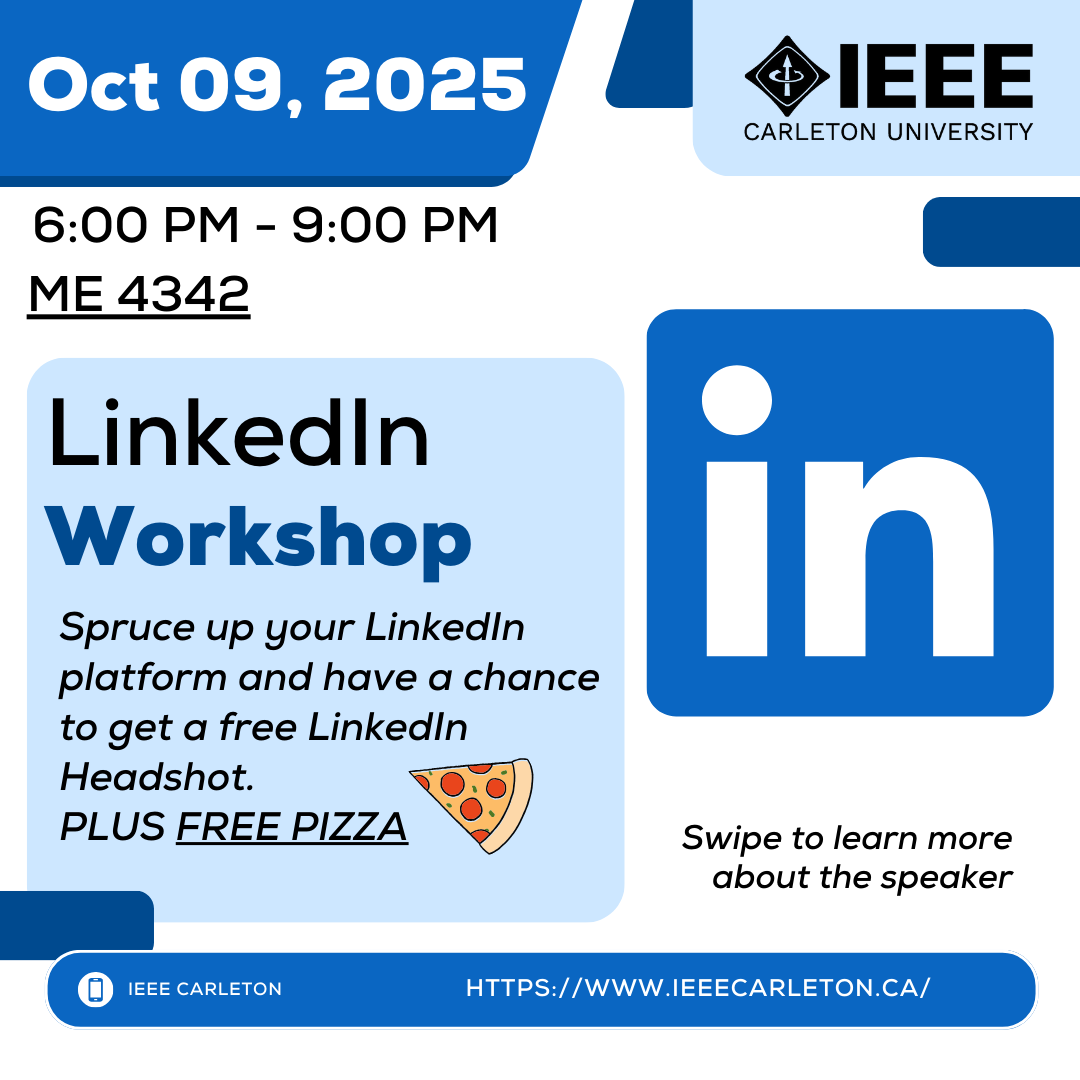 Oct 09, 2025
IEEE
CARLETON UNIVERSITY
6:00 PM - 9:00 PM
ME 4342
LinkedIn
Workshop
Spruce up your LinkedIn
platform and have a chance
to get a free LinkedIn
Headshot.
PLUS FREE PIZZA
in
Swipe to learn more
about the speaker
IEEE CARLETON
HTTPS://WWW.IEEECARLETON.CA/